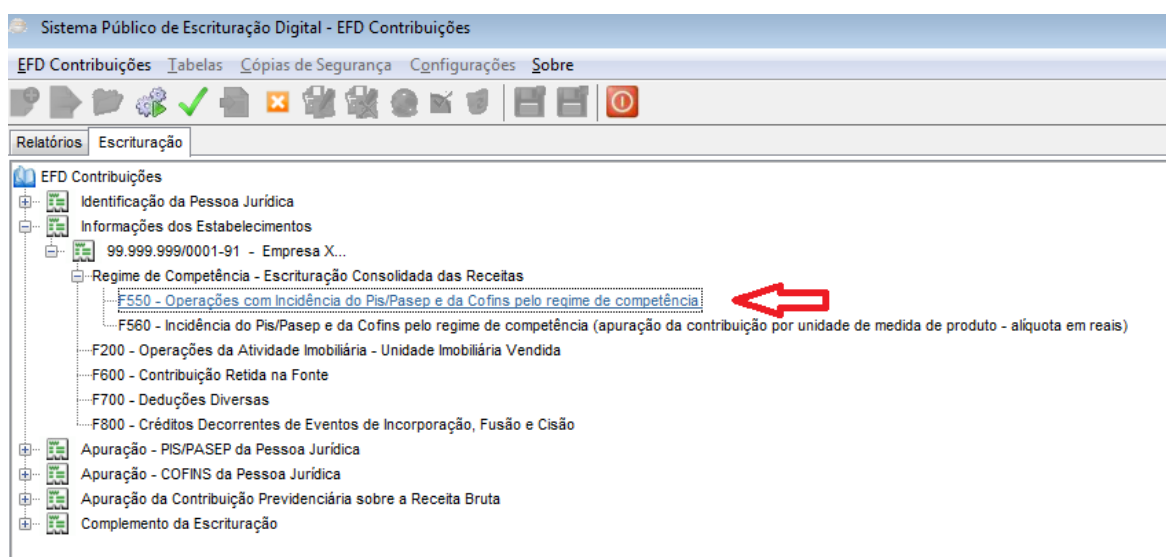 Sistema Público de Escrituração Digital - EFD Contribuições
EFD Contribuições Tabelas Cópias de Segurança Configurações Sobre
Relatórios Escrituração
EFD Contribuições
Identificação da Pessoa Jurídica
Informações dos Estabelecimentos
99.999.999/0001-91 - Empresa X...
Regime de Competência - Escrituração Consolidada das Receitas
F550 - Operações com Incidência do Pis/Pasep e da Cofins pelo regime de competência
F560 - Incidência do Pis/Pasep e da Cofins pelo regime de competência (apuração da contribuição por unidade de medida de produto - alíquota em reais)
F200 - Operações da Atividade Imobiliária - Unidade Imobiliária Vendida
F600 - Contribuição Retida na Fonte
F700 - Deduções Diversas
F800 - Créditos Decorrentes de Eventos de Incorporação, Fusão e Cisão
Apuração - PIS/PASEP da Pessoa Jurídica
Apuração - COFINS da Pessoa Jurídica
Apuração da Contribuição Previdenciária sobre a Receita Bruta
Complemento da Escrituração